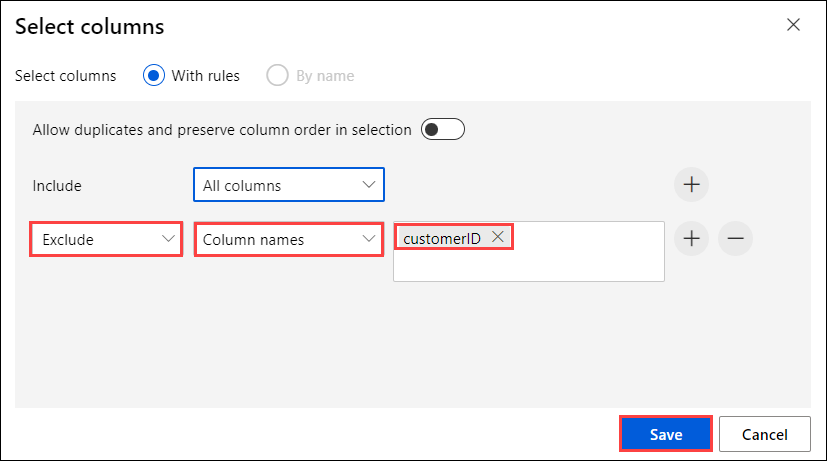 Select columns
Select columns With rules By name
Allow duplicates and preserve column order in selection
Include All columns
Exclude Column names customerID
Save Cancel